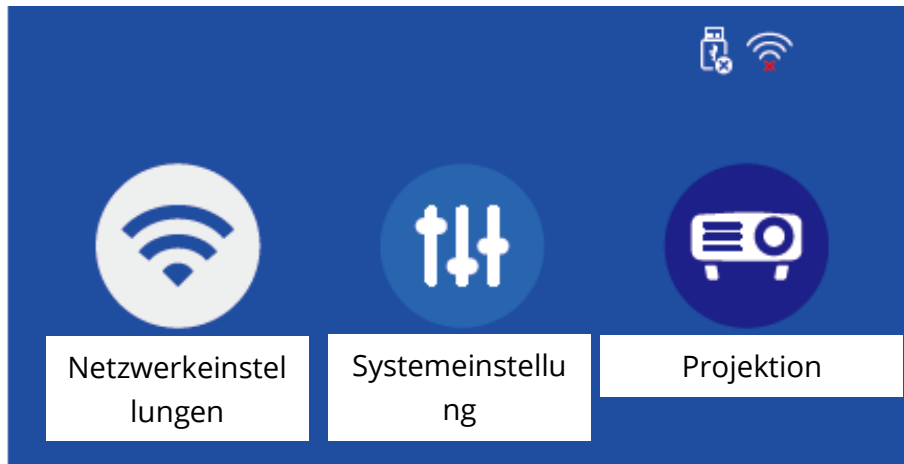 Netzwerkeinstel
lungen
Systemeinstellu
ng
Projektion